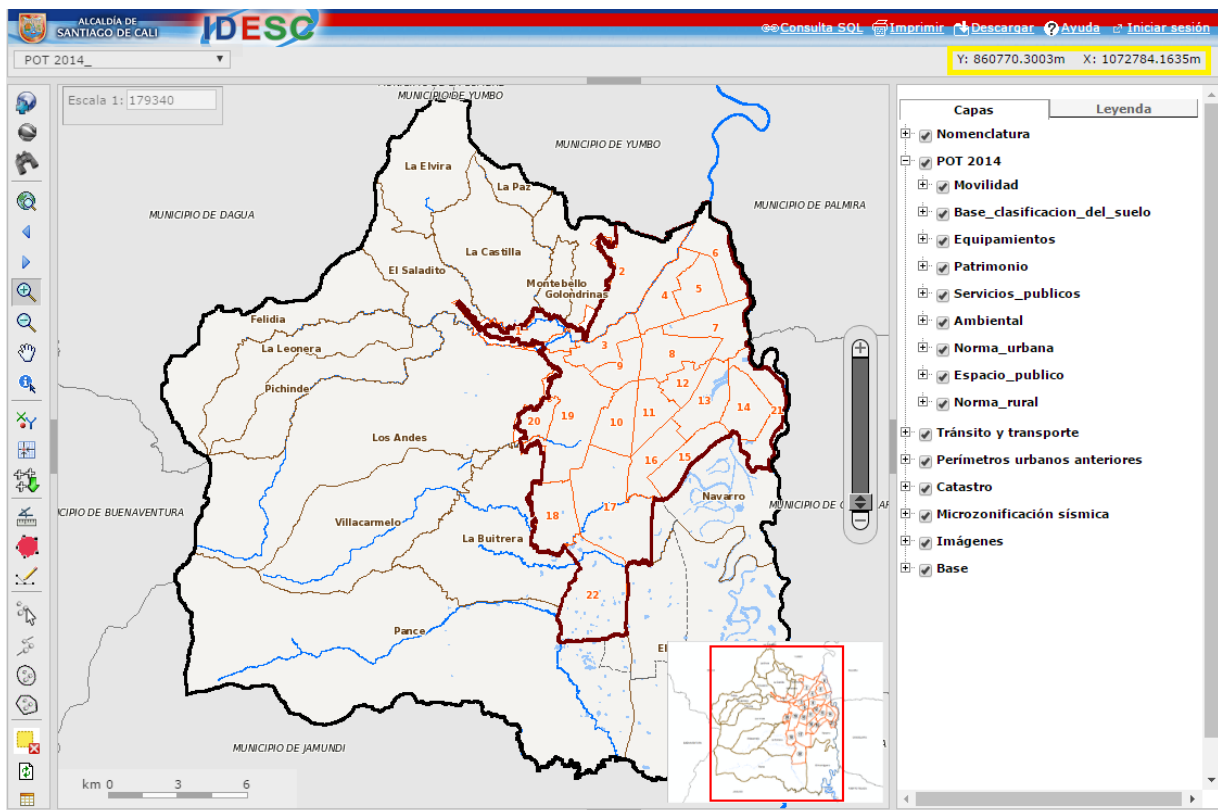 ALCALDÍA DE
SANTIAGO DE CALI
IDESC
Consulta SQL Imprimir Descargar Ayuda Iniciar sesión
POT 2014_
Y: 860770.3003m X: 1072784.1635m
Escala 1: 179340
MUNICIPIO DE YUMBO
MUNICIPIO DE YUMBO
MUNICIPIO DE DAGUA
MUNICIPIO DE PALMIRA
La Elvira
La Paz
La Castilla
El Saladito
Montebello
Golondrinas
Felidia
La Leonera
Pichinde
Los Andes
Villacarmelo
La Buitrera
Pance
Navarro
El
2
6
4
5
7
3
8
9
12
13
14
21
20
19
10
11
16
15
18
17
22
MUNICIPIO DE JAMUNDI
km 0 3 6
Capas
Leyenda
Nomenclatura
POT 2014
Movilidad
Base_clasificacion_del_suelo
Equipamientos
Patrimonio
Servicios_publicos
Ambiental
Norma_urbana
Espacio_publico
Norma_rural
Tránsito y transporte
Perímetros urbanos anteriores
Catastro
Microzonificación sísmica
Imágenes
Base